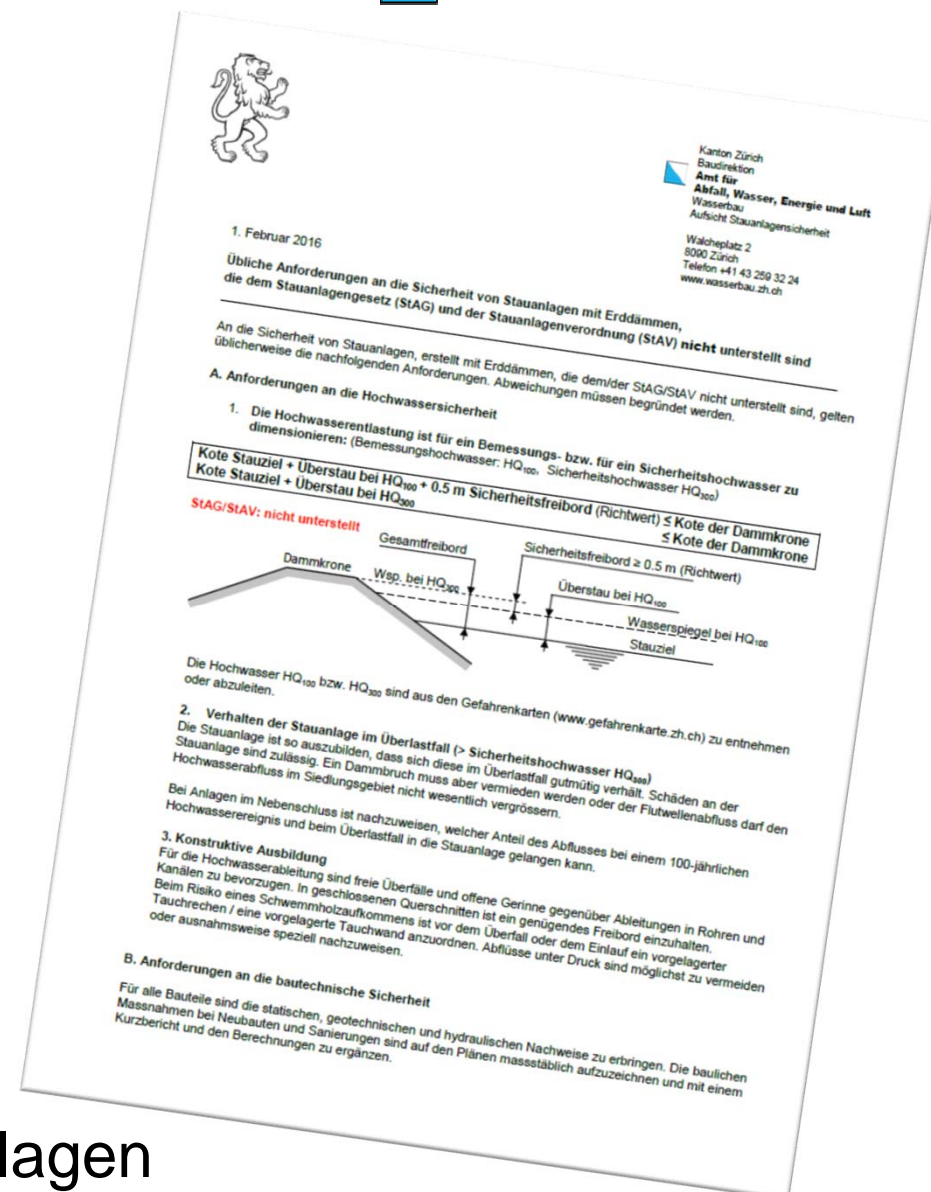 Kanton Zürich
Baudirektion
Amt für
Abfall, Wasser, Energie und Luft
Wasserbau
Aufsicht Stauanlagensicherheit
Walcheplatz 2
8090 Zürich
Telefon +41 43 259 32 24
www.wasserbau.zh.ch
1. Februar 2016
Übliche Anforderungen an die Sicherheit von Stauanlagen mit Erddämmen,
die dem Stauanlagengesetz (StAG) und der Stauanlagenverordnung (StAV) nicht unterstellt sind
An die Sicherheit von Stauanlagen, erstellt mit Erddämmen, die dem/der StAG/StAV nicht unterstellt sind, gelten
üblicherweise die nachfolgenden Anforderungen. Abweichungen müssen begründet werden.
A. Anforderungen an die Hochwassersicherheit
1. Die Hochwasserentlastung ist für ein Bemessungs- bzw. für ein Sicherheitshochwasser zu
dimensionieren: (Bemessungshochwasser: HQ₁₀₀, Sicherheitshochwasser HQ₃₀₀)
Kote Stauziel + Überstau bei HQ₁₀₀ + 0.5 m Sicherheitsfreibord (Richtwert) ≤ Kote der Dammkrone
Kote Stauziel + Überstau bei HQ₃₀₀ ≤ Kote der Dammkrone
StAG/StAV: nicht unterstellt
Gesamtfreibord
Sicherheitsfreibord ≥ 0.5 m (Richtwert)
Dammkrone
Wsp. bei HQ₃₀₀
Überstau bei HQ₁₀₀
Wasserspiegel bei HQ₁₀₀
Stauziel
Die Hochwasser HQ₁₀₀ bzw. HQ₃₀₀ sind aus den Gefahrenkarten (www.gefahrenkarte.zh.ch) zu entnehmen
oder abzuleiten.
2. Verhalten der Stauanlage im Überlastfall (> Sicherheitshochwasser HQ₃₀₀)
Die Stauanlage ist so auszubilden, dass sich diese im Überlastfall gutmütig verhält. Schäden an der
Stauanlage sind zulässig. Ein Dammbruch muss aber vermieden werden oder der Flutwellenabfluss darf den
Hochwasserabfluss im Siedlungsgebiet nicht wesentlich vergrössern.
Bei Anlagen im Nebenschluss ist nachzuweisen, welcher Anteil des Abflusses bei einem 100-jährlichen
Hochwasserereignis und beim Überlastfall in die Stauanlage gelangen kann.
3. Konstruktive Ausbildung
Für die Hochwasserableitung sind freie Überfälle und offene Gerinne gegenüber Ableitungen in Rohren und
Kanälen zu bevorzugen. In geschlossenen Querschnitten ist ein genügendes Freibord einzuhalten.
Beim Risiko eines Schwemmholzaufkommens ist vor dem Überfall oder dem Einlauf ein vorgelagerter
Tauchrechen / eine vorgelagerte Tauchwand anzuordnen. Abflüsse unter Druck sind möglichst zu vermeiden
oder ausnahmsweise speziell nachzuweisen.
B. Anforderungen an die bautechnische Sicherheit
Für alle Bauteile sind die statischen, geotechnischen und hydraulischen Nachweise zu erbringen. Die baulichen
Massnahmen bei Neubauten und Sanierungen sind auf den Plänen massstäblich aufzuzeichnen und mit einem
Kurzbericht und den Berechnungen zu ergänzen.
lagen